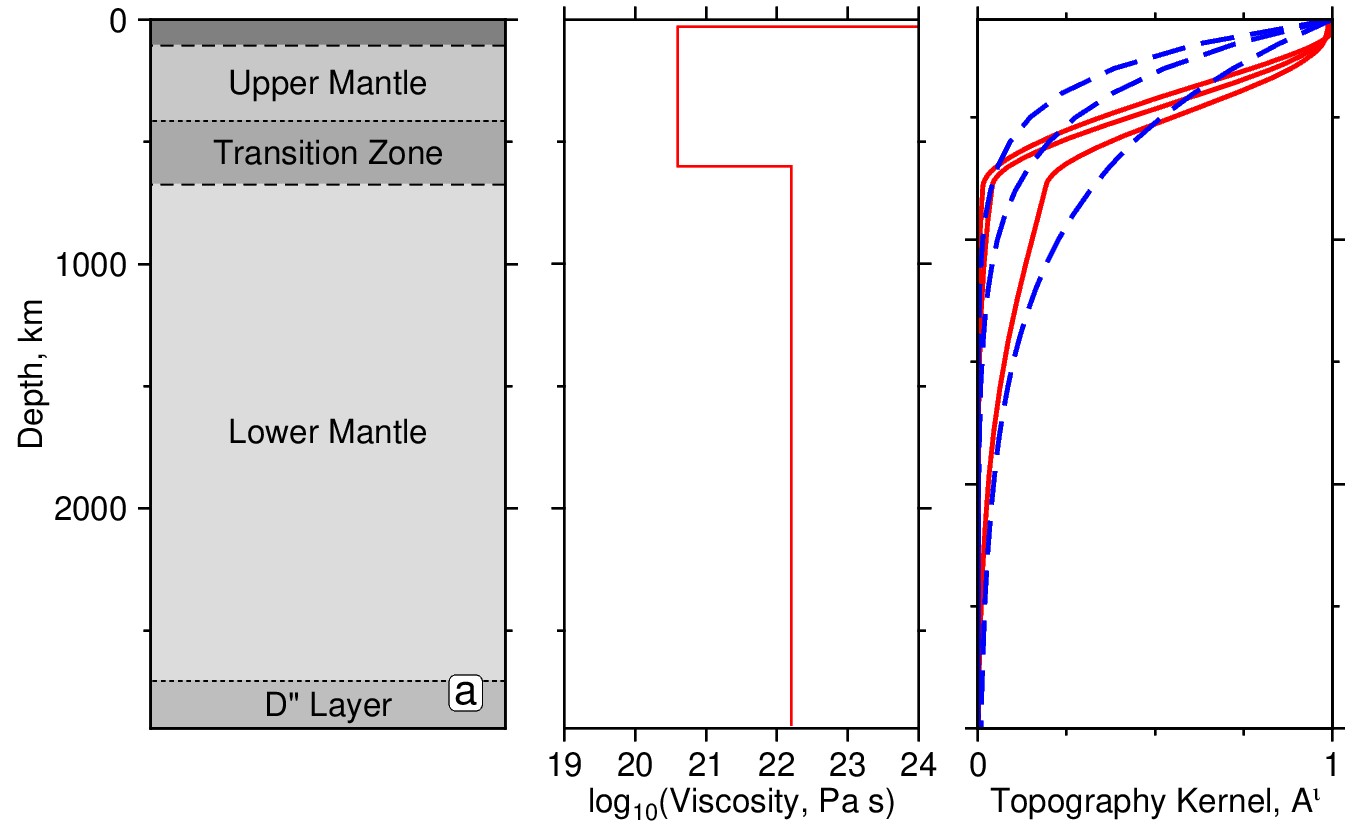 0
Upper Mantle
Transition Zone
1000
Depth, km
Lower Mantle
2000
D" Layer
a
19 20 21 22 23 24
log₁₀(Viscosity, Pa s)
0 1
Topography Kernel, Aᶥ